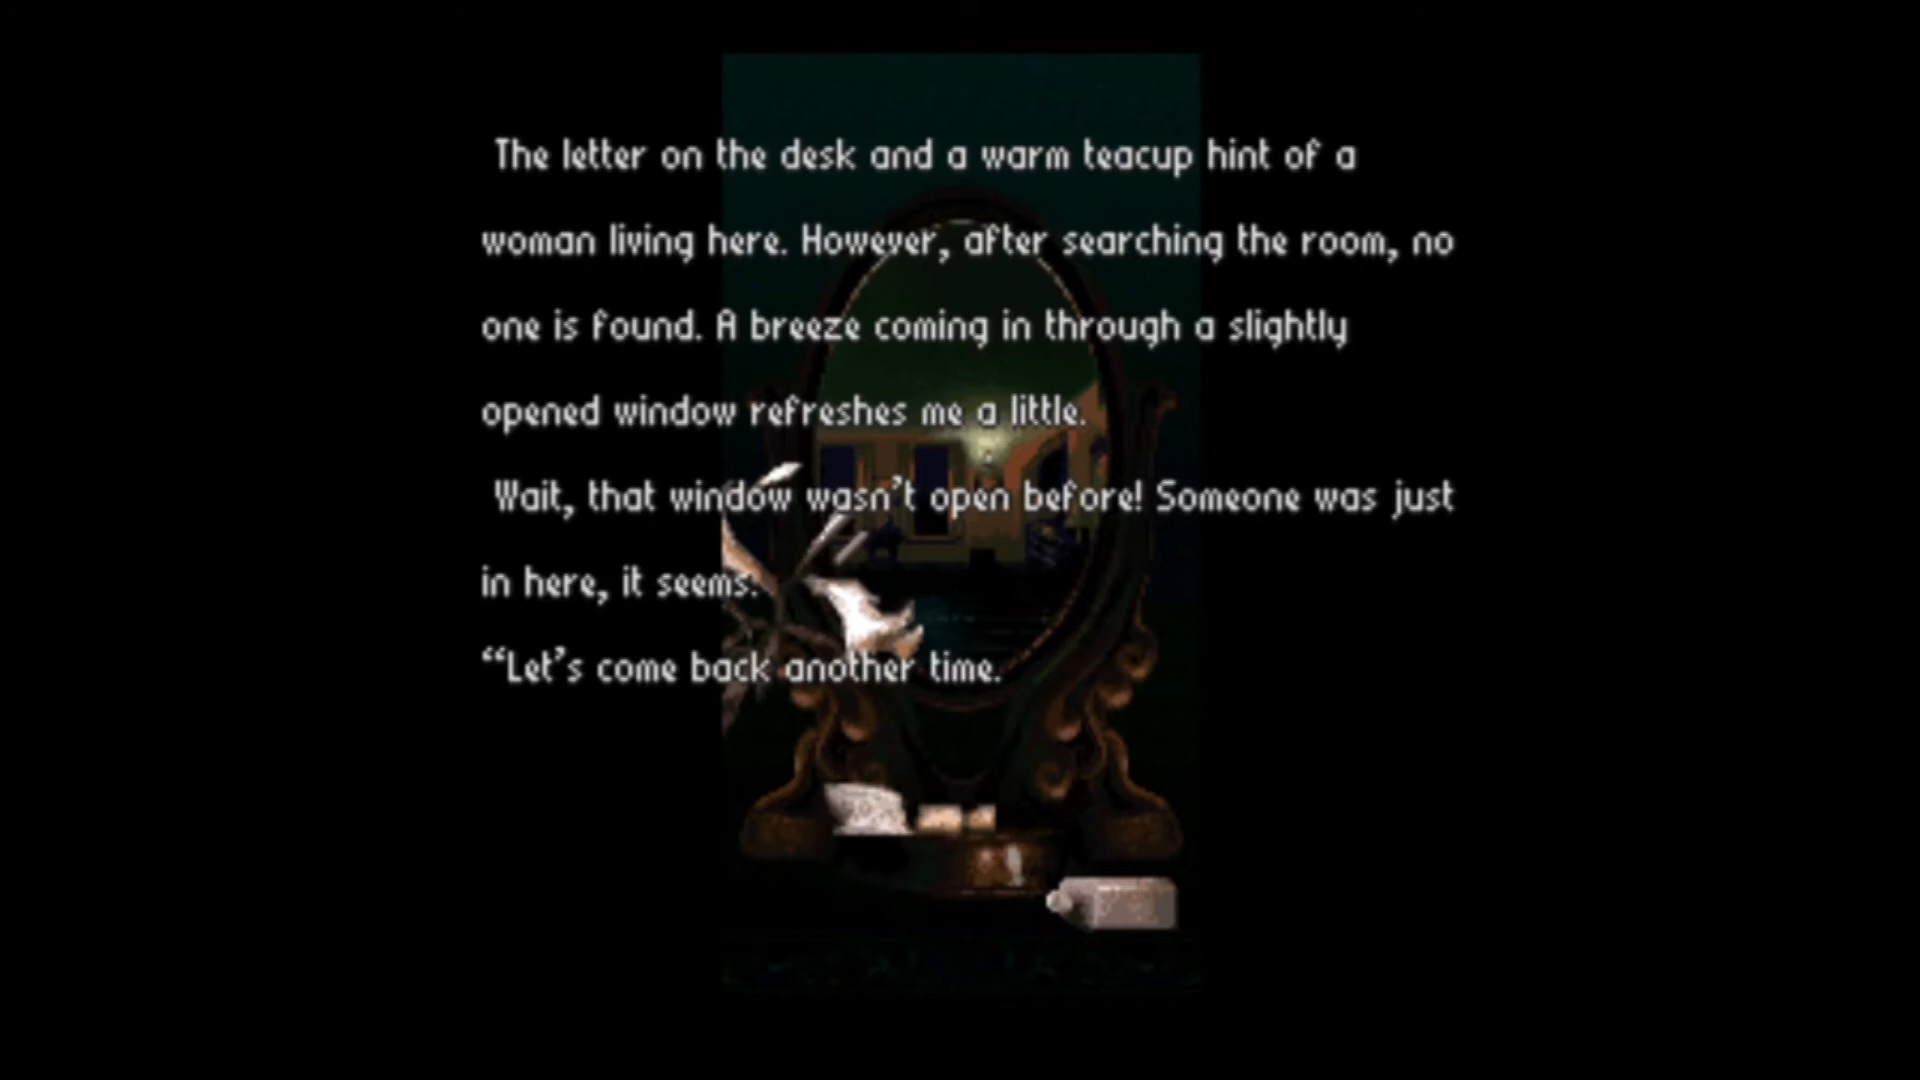 The letter on the desk and a warm teacup hint of a
woman living here. However, after searching the room, no
one is found. A breeze coming in through a slightly
opened window refreshes me a little.
Wait, that window wasn't open before! Someone was just
in here, it seems.
“Let's come back another time.